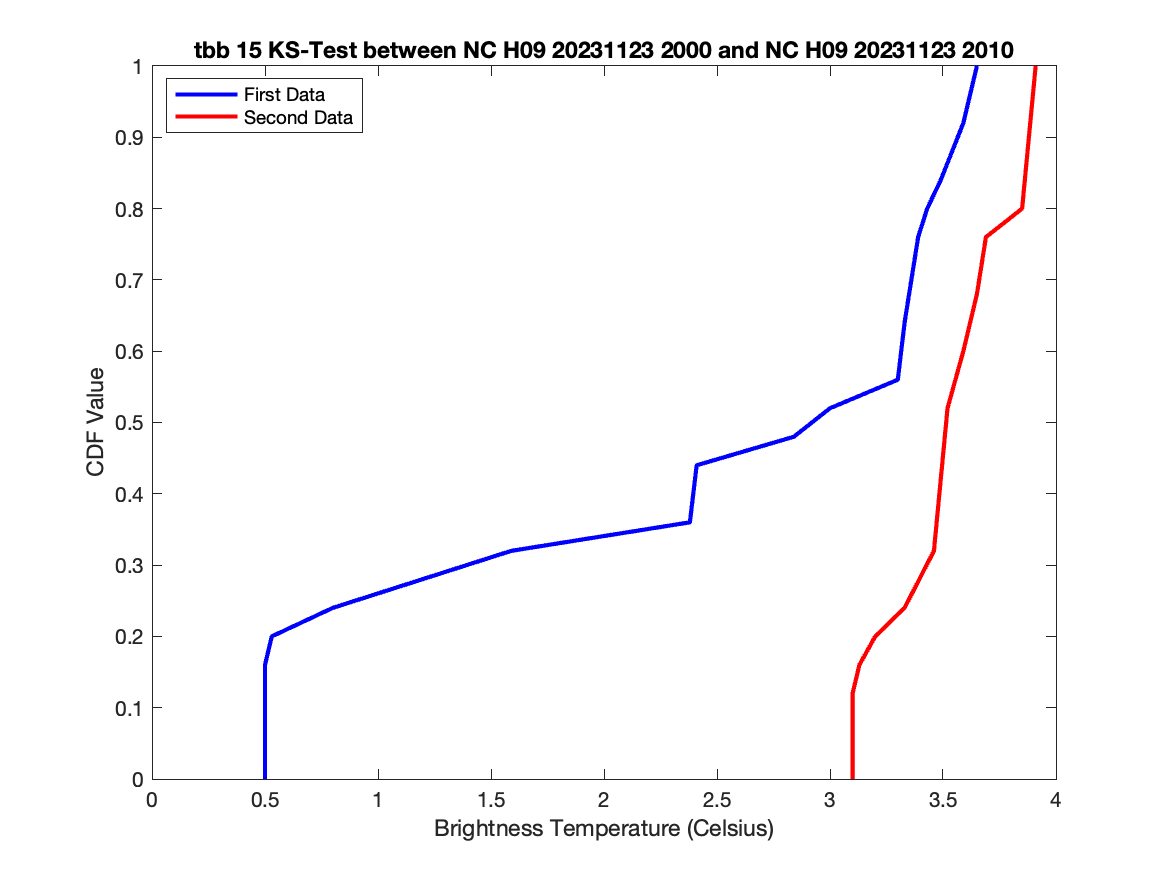 tbb 15 KS-Test between NC H09 20231123 2000 and NC H09 20231123 2010
First Data
Second Data
CDF Value
1
0.9
0.8
0.7
0.6
0.5
0.4
0.3
0.2
0.1
0
0 0.5 1 1.5 2 2.5 3 3.5 4
Brightness Temperature (Celsius)